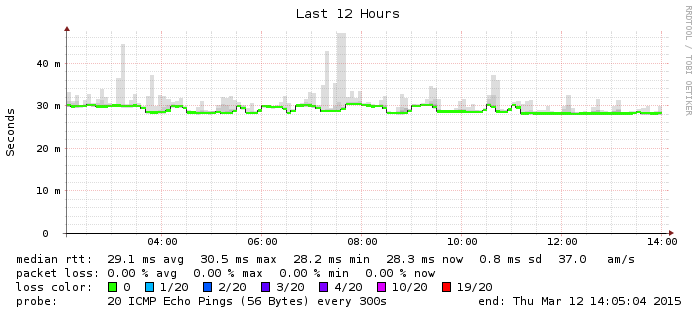 Last 12 Hours
RRDTOOL / TOBI OETIKER
Seconds
40 m
30 m
20 m
10 m
0
04:00 06:00 08:00 10:00 12:00 14:00
median rtt: 29.1 ms avg 30.5 ms max 28.2 ms min 28.3 ms now 0.8 ms sd 37.0 am/s
packet loss: 0.00 % avg 0.00 % max 0.00 % min 0.00 % now
loss color: 0 1/20 2/20 3/20 4/20 10/20 19/20
probe: 20 ICMP Echo Pings (56 Bytes) every 300s end: Thu Mar 12 14:05:04 2015